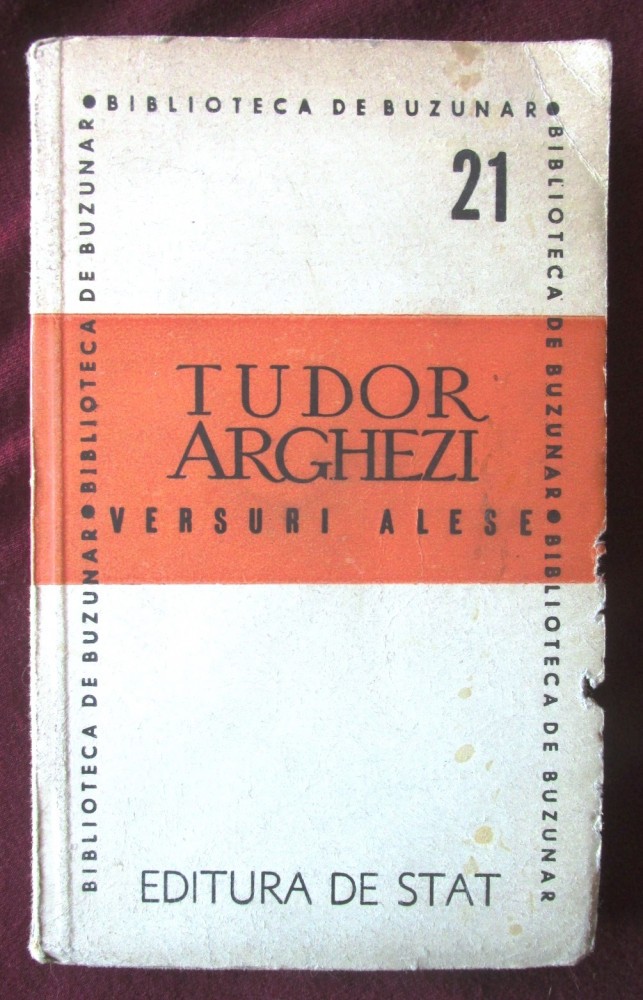 BIBLIOTECA DE BUZUNAR
21
TUDOR
ARGHEZI
VERSURI ALESE
EDITURA DE STAT
BIBLIOTECA DE BUZUNAR • BIBLIOTECA DE BUZUNAR
BIBLIOTECA DE BUZUNAR • BIBLIOTECA DE BUZUNAR